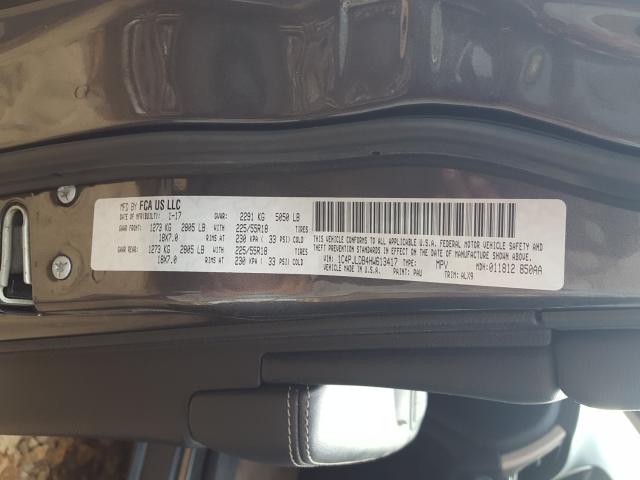 MFD BY FCA US LLC
DATE OF MFR(BUILT): 1-17 GVWR: 2291 KG 5050 LB
GAWR FRONT: 1273 KG 2805 LB WITH 225/55R18 TIRES
18X7.0 RIMS AT 230 KPA ( 33 PSI) COLD
GAWR REAR: 1273 KG 2805 LB WITH 225/55R18 TIRES
18X7.0 RIMS AT 230 KPA ( 33 PSI) COLD
THIS VEHICLE CONFORMS TO ALL APPLICABLE U.S.A. FEDERAL MOTOR VEHICLE SAFETY AND
THEFT PREVENTION STANDARDS IN EFFECT ON THE DATE OF MANUFACTURE SHOWN ABOVE.
VIN: 1C4PJLDB4HW613417 TYPE: MPV MDH: 011812 850AA
VEHICLE MADE IN U.S.A. PAINT: PAU TRIM: ALX9